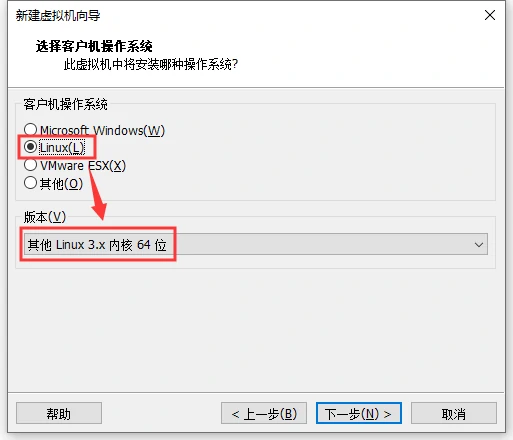 新建虚拟机向导
选择客户机操作系统
此虚拟机中将安装哪种操作系统?
客户机操作系统
Microsoft Windows(W)
Linux(L)
VMware ESX(X)
其他(O)
版本(V)
其他 Linux 3.x 内核 64 位
帮助
< 上一步(B)
下一步(N) >
取消